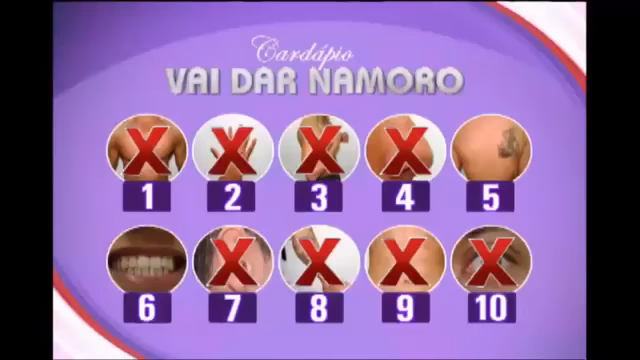 Cardápio
VAI DAR NAMORO
X X X X
1 2 3 4 5
X X X X
6 7 8 9 10